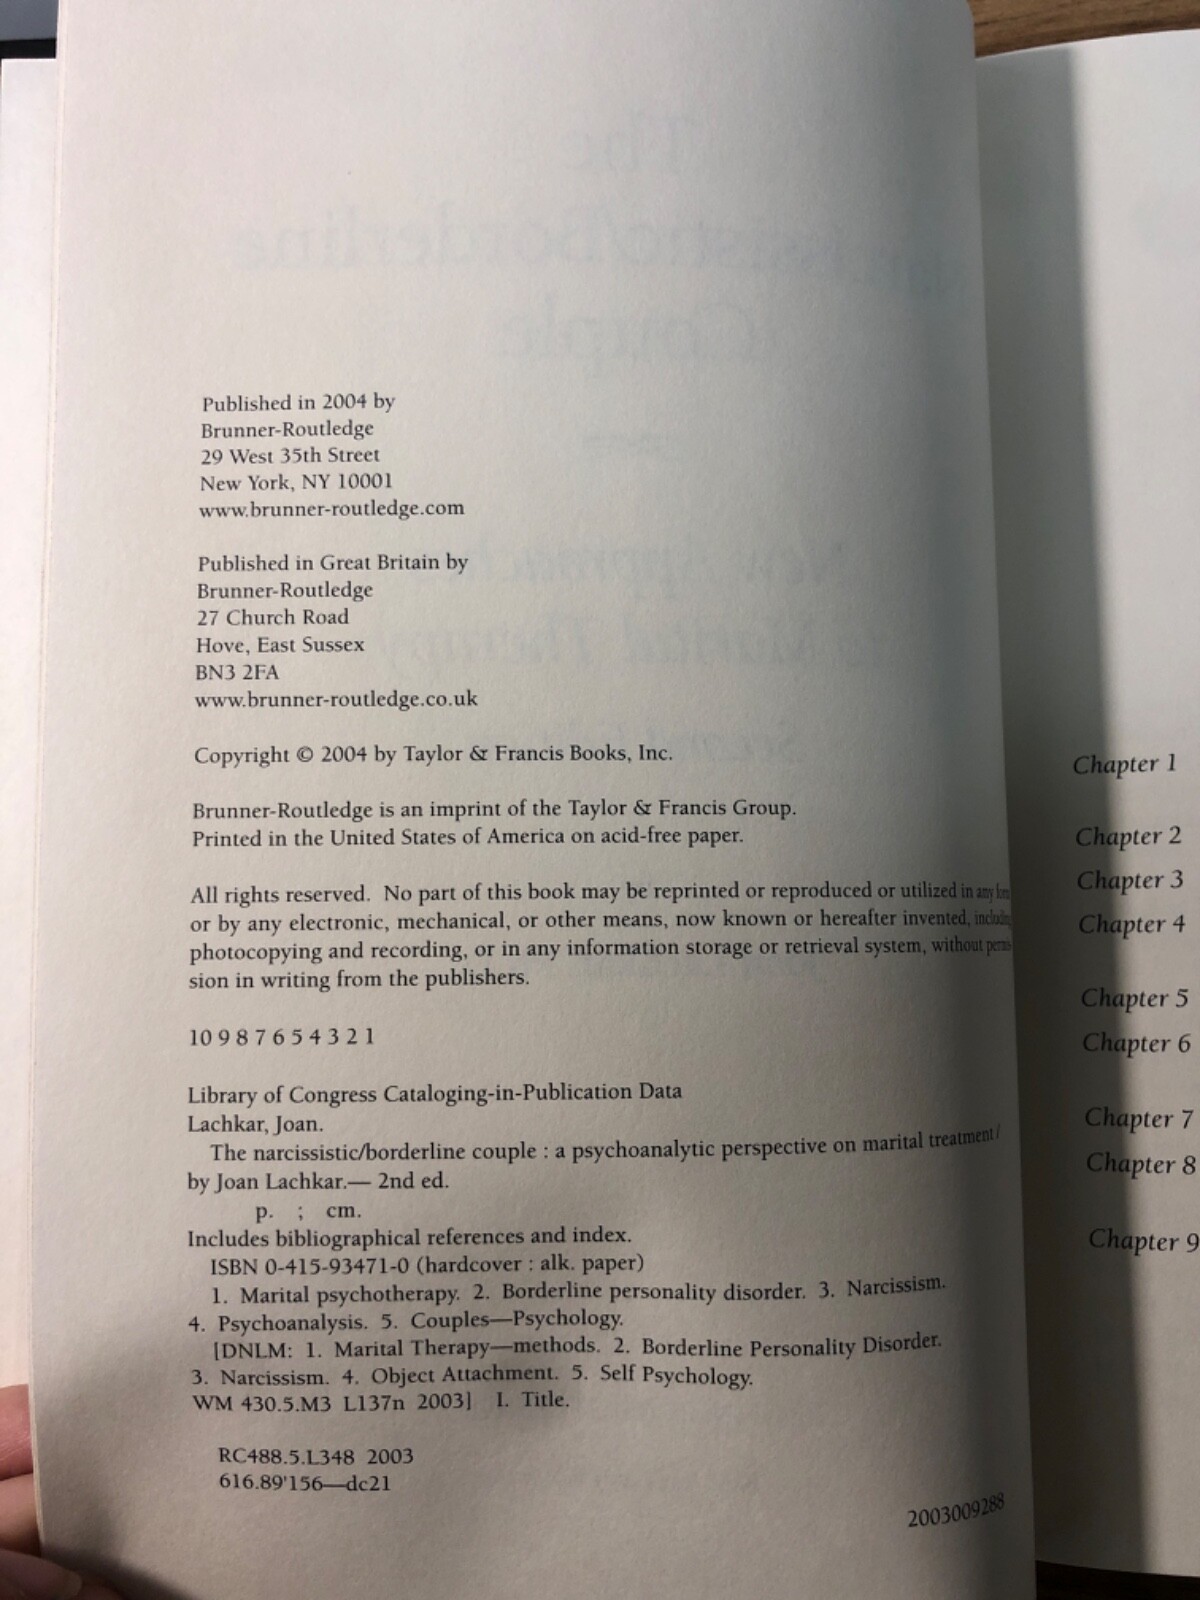 Published in 2004 by
Brunner-Routledge
29 West 35th Street
New York, NY 10001
www.brunner-routledge.com
Published in Great Britain by
Brunner-Routledge
27 Church Road
Hove, East Sussex
BN3 2FA
www.brunner-routledge.co.uk
Copyright © 2004 by Taylor & Francis Books, Inc.
Brunner-Routledge is an imprint of the Taylor & Francis Group.
Printed in the United States of America on acid-free paper.
All rights reserved. No part of this book may be reprinted or reproduced or utilized in any form
or by any electronic, mechanical, or other means, now known or hereafter invented, including
photocopying and recording, or in any information storage or retrieval system, without permis-
sion in writing from the publishers.
10 9 8 7 6 5 4 3 2 1
Library of Congress Cataloging-in-Publication Data
Lachkar, Joan.
The narcissistic/borderline couple : a psychoanalytic perspective on marital treatment /
by Joan Lachkar.— 2nd ed.
p. ; cm.
Includes bibliographical references and index.
ISBN 0-415-93471-0 (hardcover : alk. paper)
1. Marital psychotherapy. 2. Borderline personality disorder. 3. Narcissism.
4. Psychoanalysis. 5. Couples—Psychology.
[DNLM: 1. Marital Therapy—methods. 2. Borderline Personality Disorder.
3. Narcissism. 4. Object Attachment. 5. Self Psychology.
WM 430.5.M3 L137n 2003] I. Title.
RC488.5.L348 2003
616.89'156—dc21
2003009288
Chapter 1
Chapter 2
Chapter 3
Chapter 4
Chapter 5
Chapter 6
Chapter 7
Chapter 8
Chapter 9